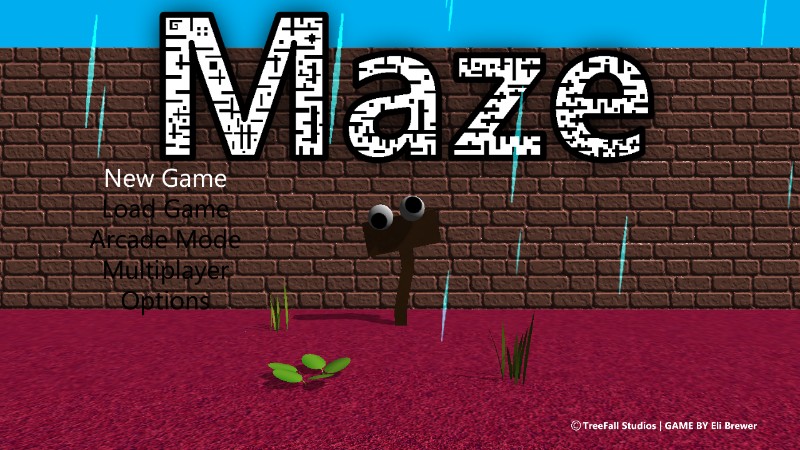 Maze
New Game
Load Game
Arcade Mode
Multiplayer
Options
© TreeFall Studios | GAME BY Eli Brewer